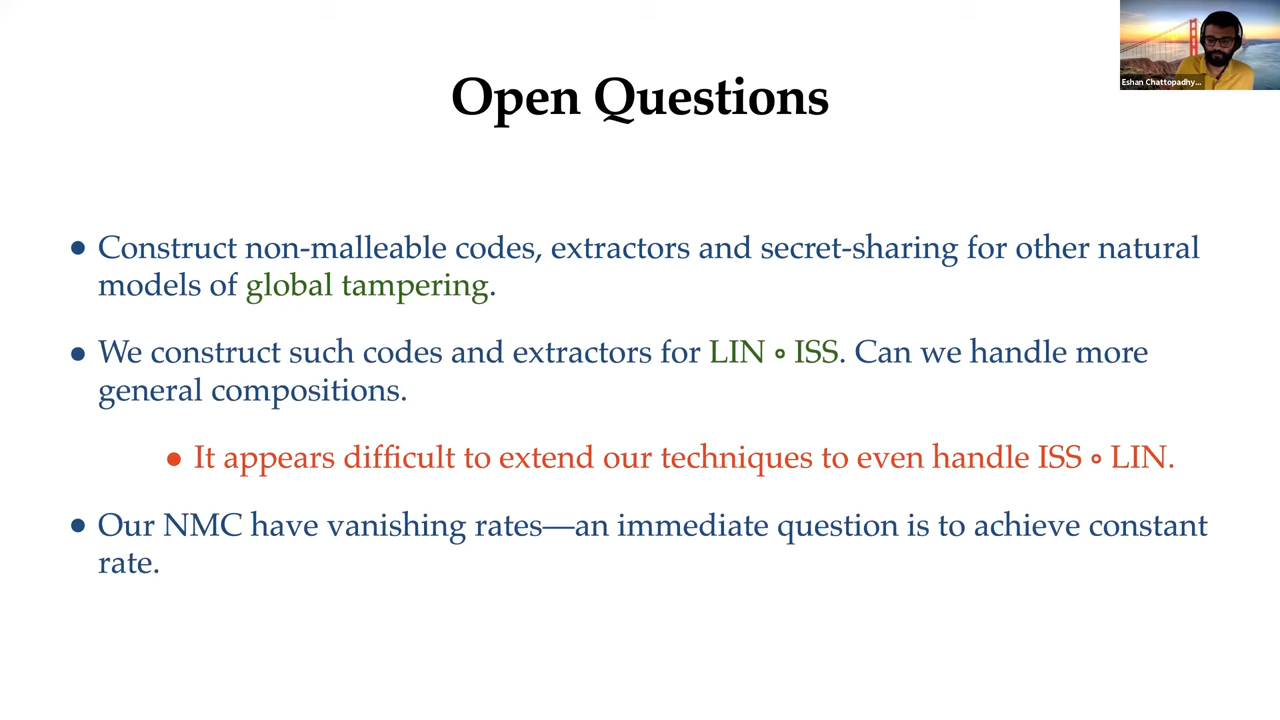 Eshan Chattopadhy...
Open Questions
• Construct non-malleable codes, extractors and secret-sharing for other natural
models of global tampering.
• We construct such codes and extractors for LIN ∘ ISS. Can we handle more
general compositions.
• It appears difficult to extend our techniques to even handle ISS ∘ LIN.
• Our NMC have vanishing rates—an immediate question is to achieve constant
rate.